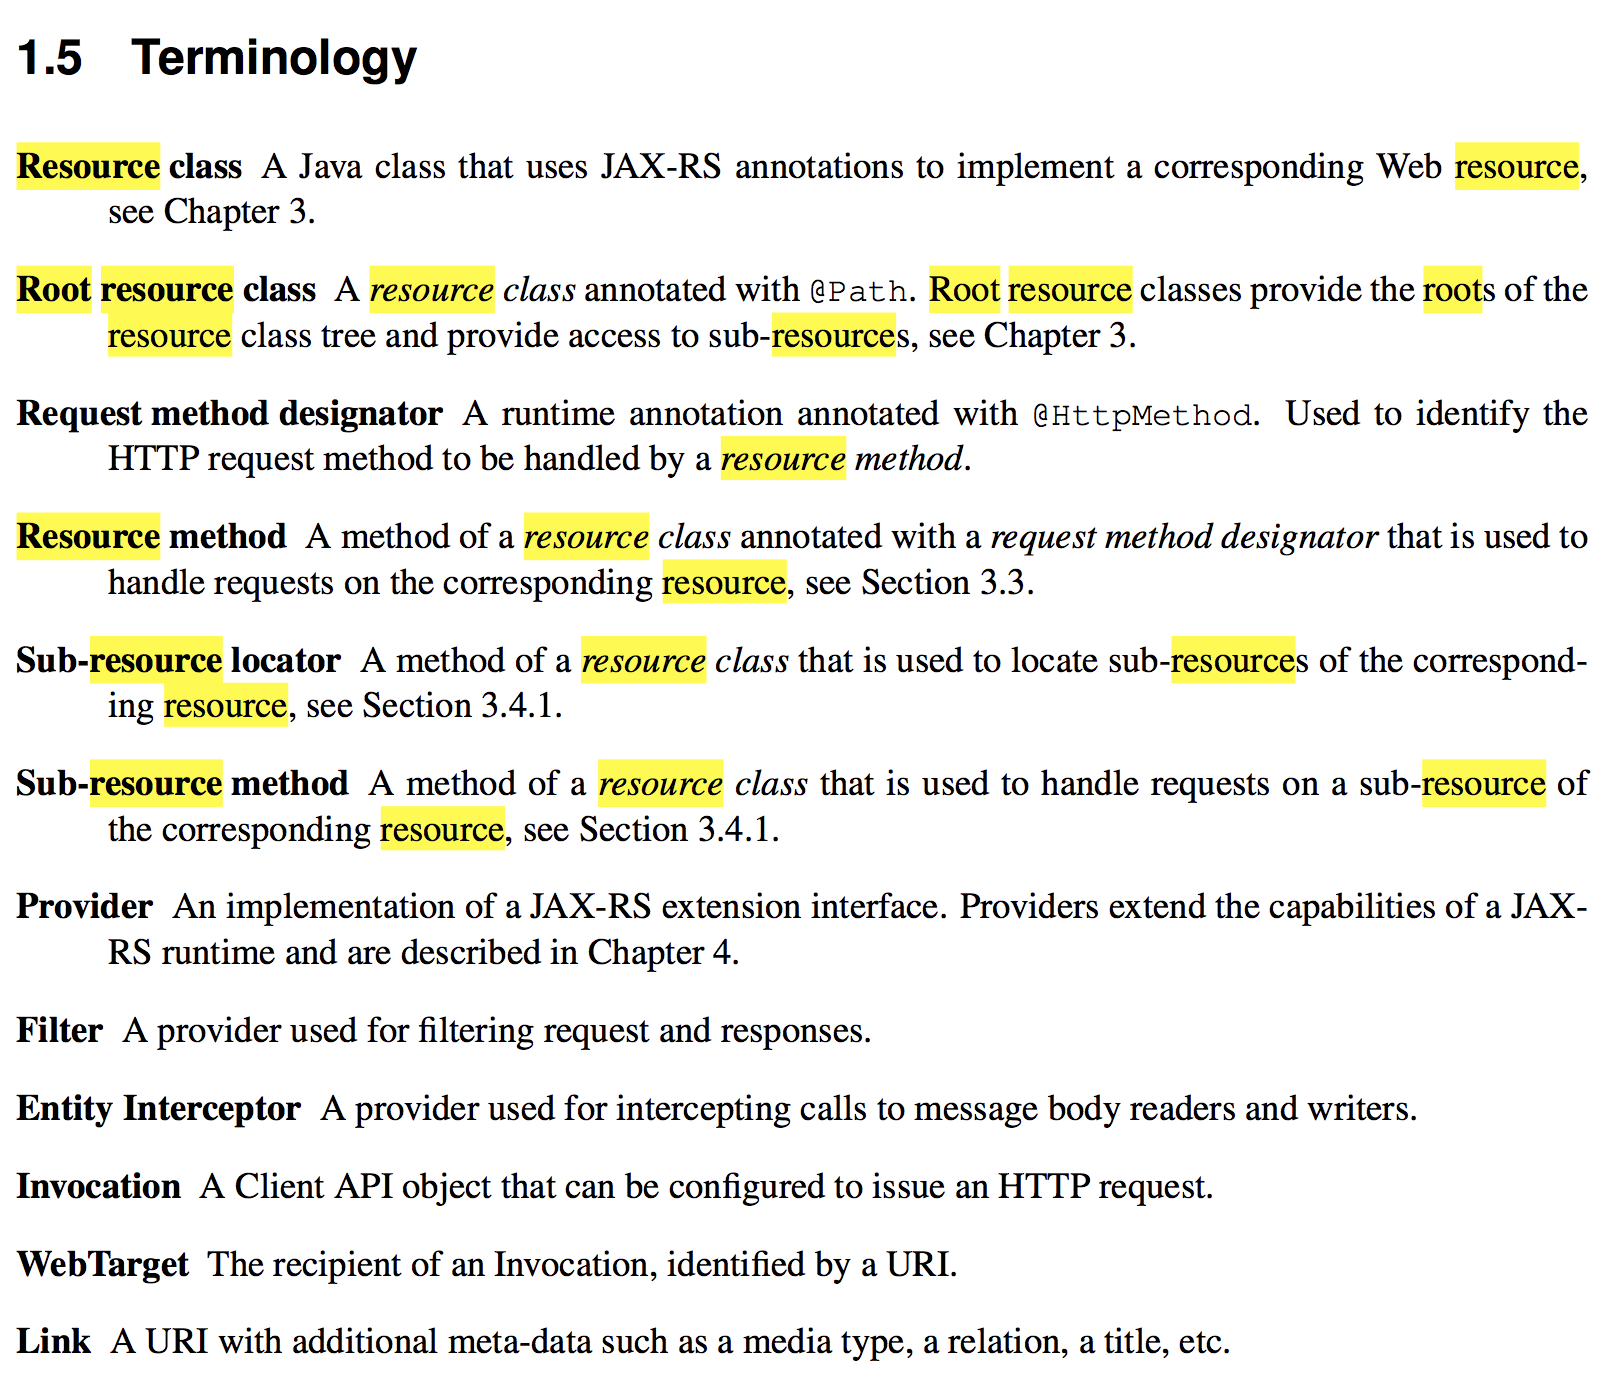 1.5 Terminology
Resource class A Java class that uses JAX-RS annotations to implement a corresponding Web resource,
see Chapter 3.
Root resource class A resource class annotated with @Path. Root resource classes provide the roots of the
resource class tree and provide access to sub-resources, see Chapter 3.
Request method designator A runtime annotation annotated with @HttpMethod. Used to identify the
HTTP request method to be handled by a resource method.
Resource method A method of a resource class annotated with a request method designator that is used to
handle requests on the corresponding resource, see Section 3.3.
Sub-resource locator A method of a resource class that is used to locate sub-resources of the correspond-
ing resource, see Section 3.4.1.
Sub-resource method A method of a resource class that is used to handle requests on a sub-resource of
the corresponding resource, see Section 3.4.1.
Provider An implementation of a JAX-RS extension interface. Providers extend the capabilities of a JAX-
RS runtime and are described in Chapter 4.
Filter A provider used for filtering request and responses.
Entity Interceptor A provider used for intercepting calls to message body readers and writers.
Invocation A Client API object that can be configured to issue an HTTP request.
WebTarget The recipient of an Invocation, identified by a URI.
Link A URI with additional meta-data such as a media type, a relation, a title, etc.